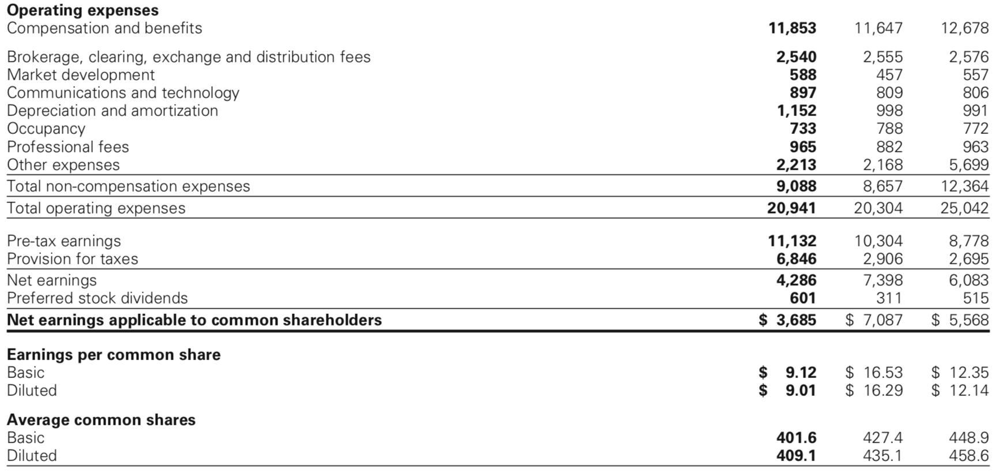 Operating expenses
Compensation and benefits 11,853 11,647 12,678
Brokerage, clearing, exchange and distribution fees 2,540 2,555 2,576
Market development 588 457 557
Communications and technology 897 809 806
Depreciation and amortization 1,152 998 991
Occupancy 733 788 772
Professional fees 965 882 963
Other expenses 2,213 2,168 5,699
Total non-compensation expenses 9,088 8,657 12,364
Total operating expenses 20,941 20,304 25,042
Pre-tax earnings 11,132 10,304 8,778
Provision for taxes 6,846 2,906 2,695
Net earnings 4,286 7,398 6,083
Preferred stock dividends 601 311 515
Net earnings applicable to common shareholders $ 3,685 $ 7,087 $ 5,568
Earnings per common share
Basic $ 9.12 $ 16.53 $ 12.35
Diluted $ 9.01 $ 16.29 $ 12.14
Average common shares
Basic 401.6 427.4 448.9
Diluted 409.1 435.1 458.6